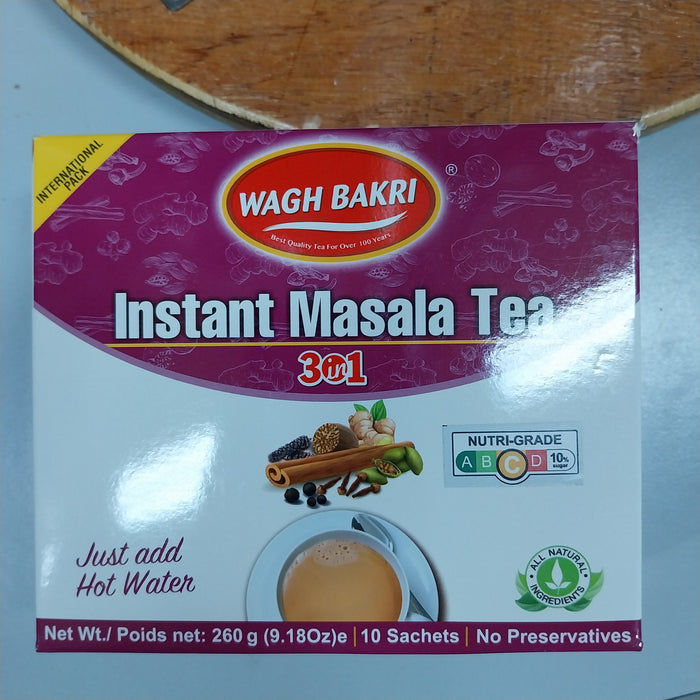 INTERNATIONAL
PACK
WAGH BAKRI
®
Best Quality Tea For Over 100 Years
Instant Masala Tea
3in1
NUTRI-GRADE
A B C D 10% sugar
Just add
Hot Water
ALL NATURAL
INGREDIENTS
Net Wt./ Poids net: 260 g (9.18Oz)e | 10 Sachets | No Preservatives